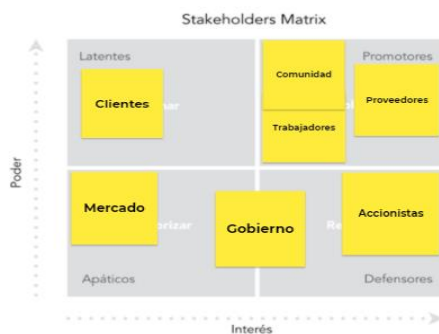 Stakeholders Matrix
Latentes
Promotores
Comunidad
Clientes
Proveedores
Trabajadores
Poder
Mercado
Gobierno
Accionistas
Apáticos
Defensores
Interés